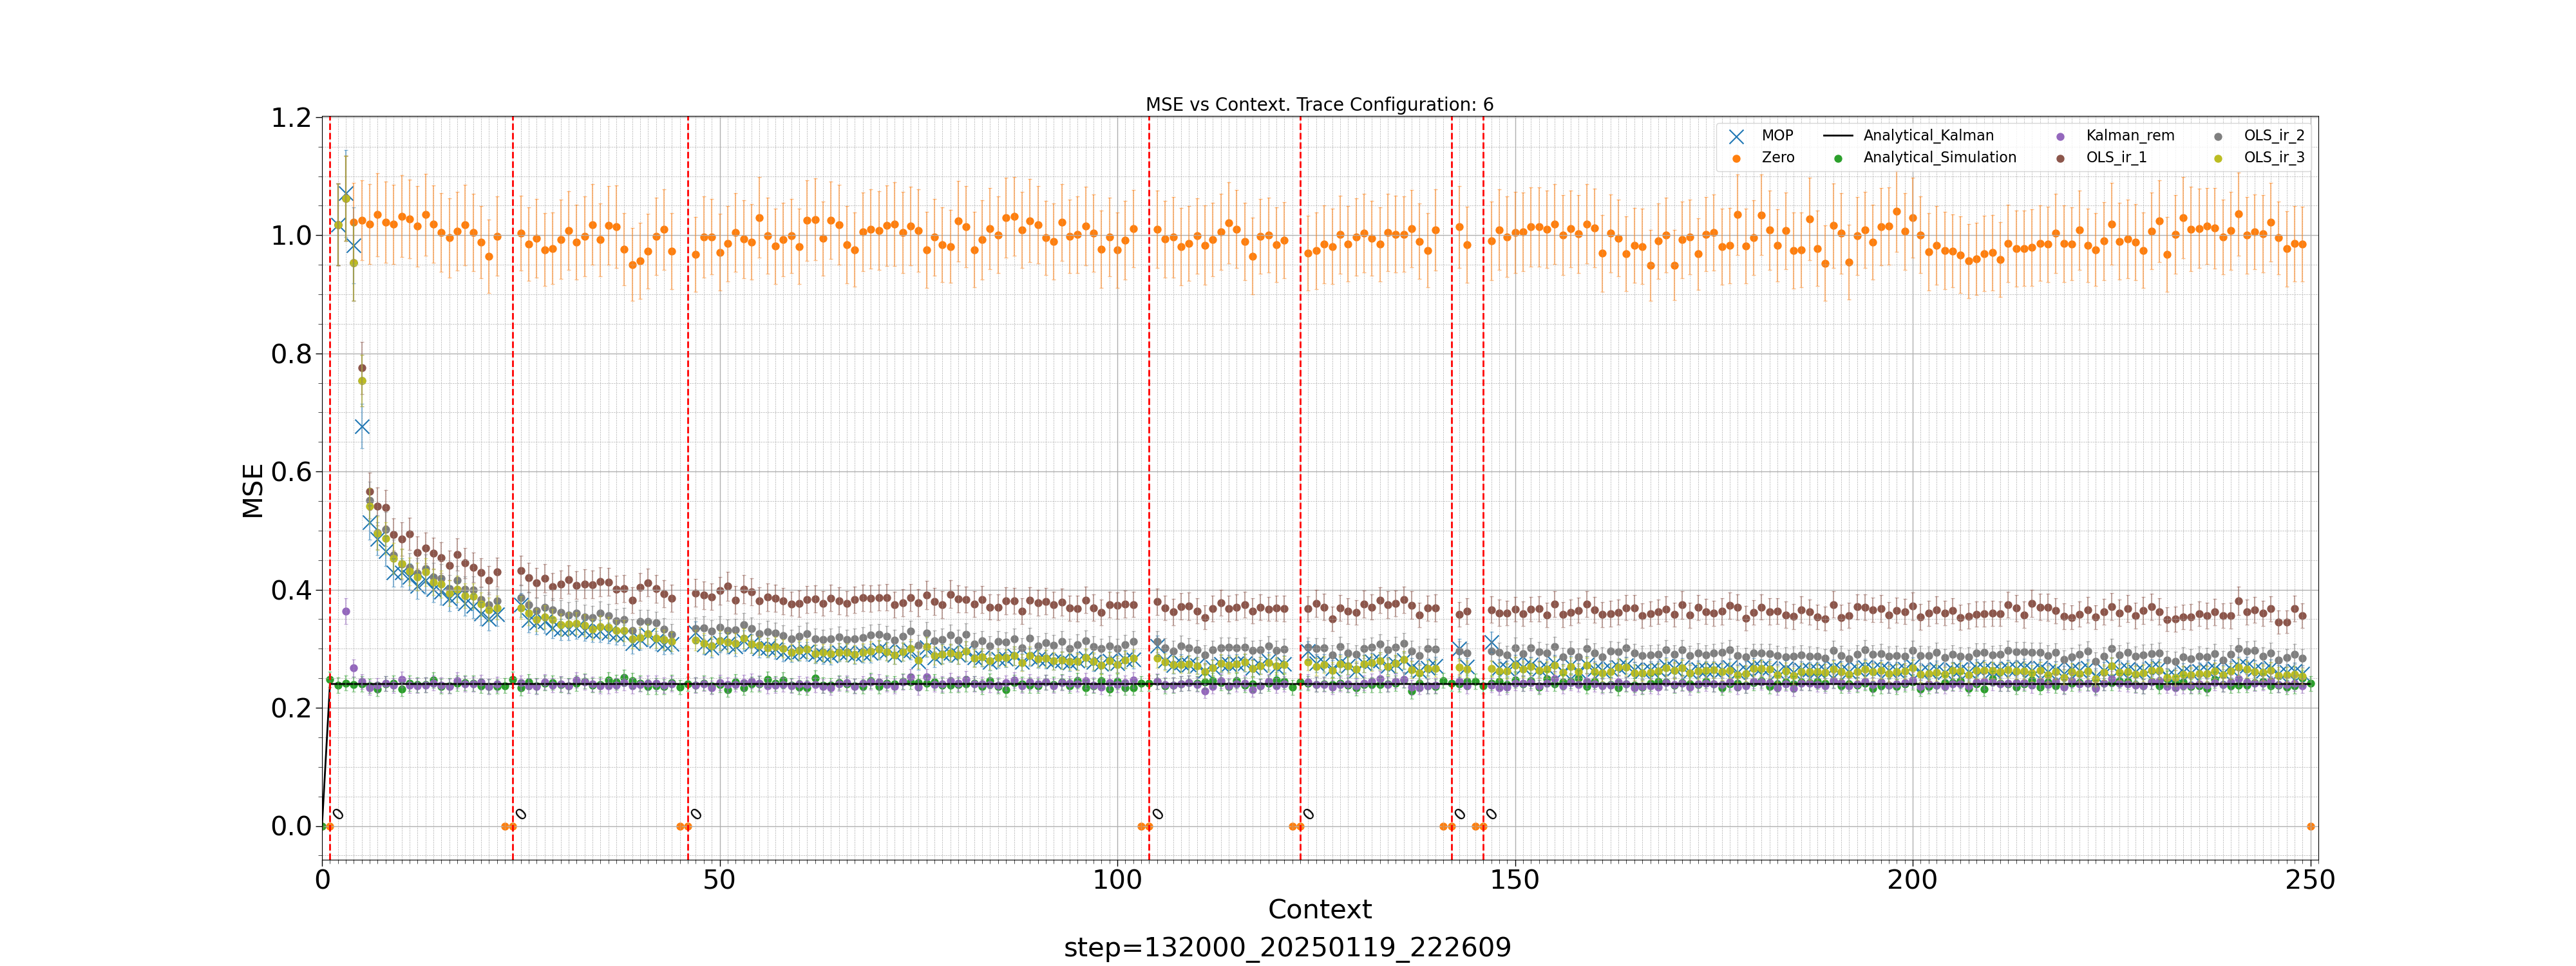 MSE vs Context. Trace Configuration: 6
MOP
Zero
Analytical_Kalman
Analytical_Simulation
Kalman_rem
OLS_ir_1
OLS_ir_2
OLS_ir_3
MSE
1.2
1.0
0.8
0.6
0.4
0.2
0.0
0 0 0 0 0 0 0
0 50 100 150 200 250
Context
step=132000_20250119_222609